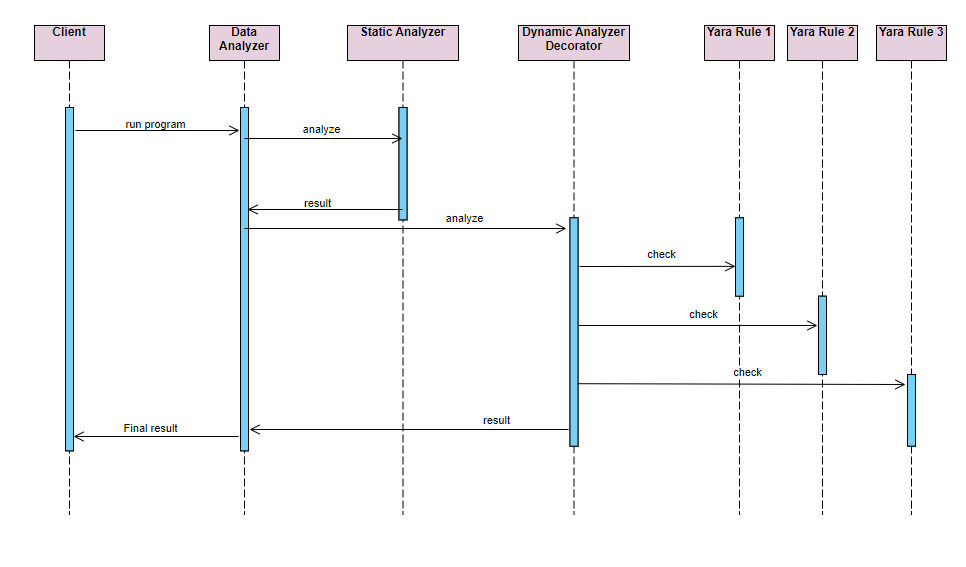 Client
Data
Analyzer
Static Analyzer
Dynamic Analyzer
Decorator
Yara Rule 1
Yara Rule 2
Yara Rule 3
run program
analyze
result
analyze
check
check
check
result
Final result